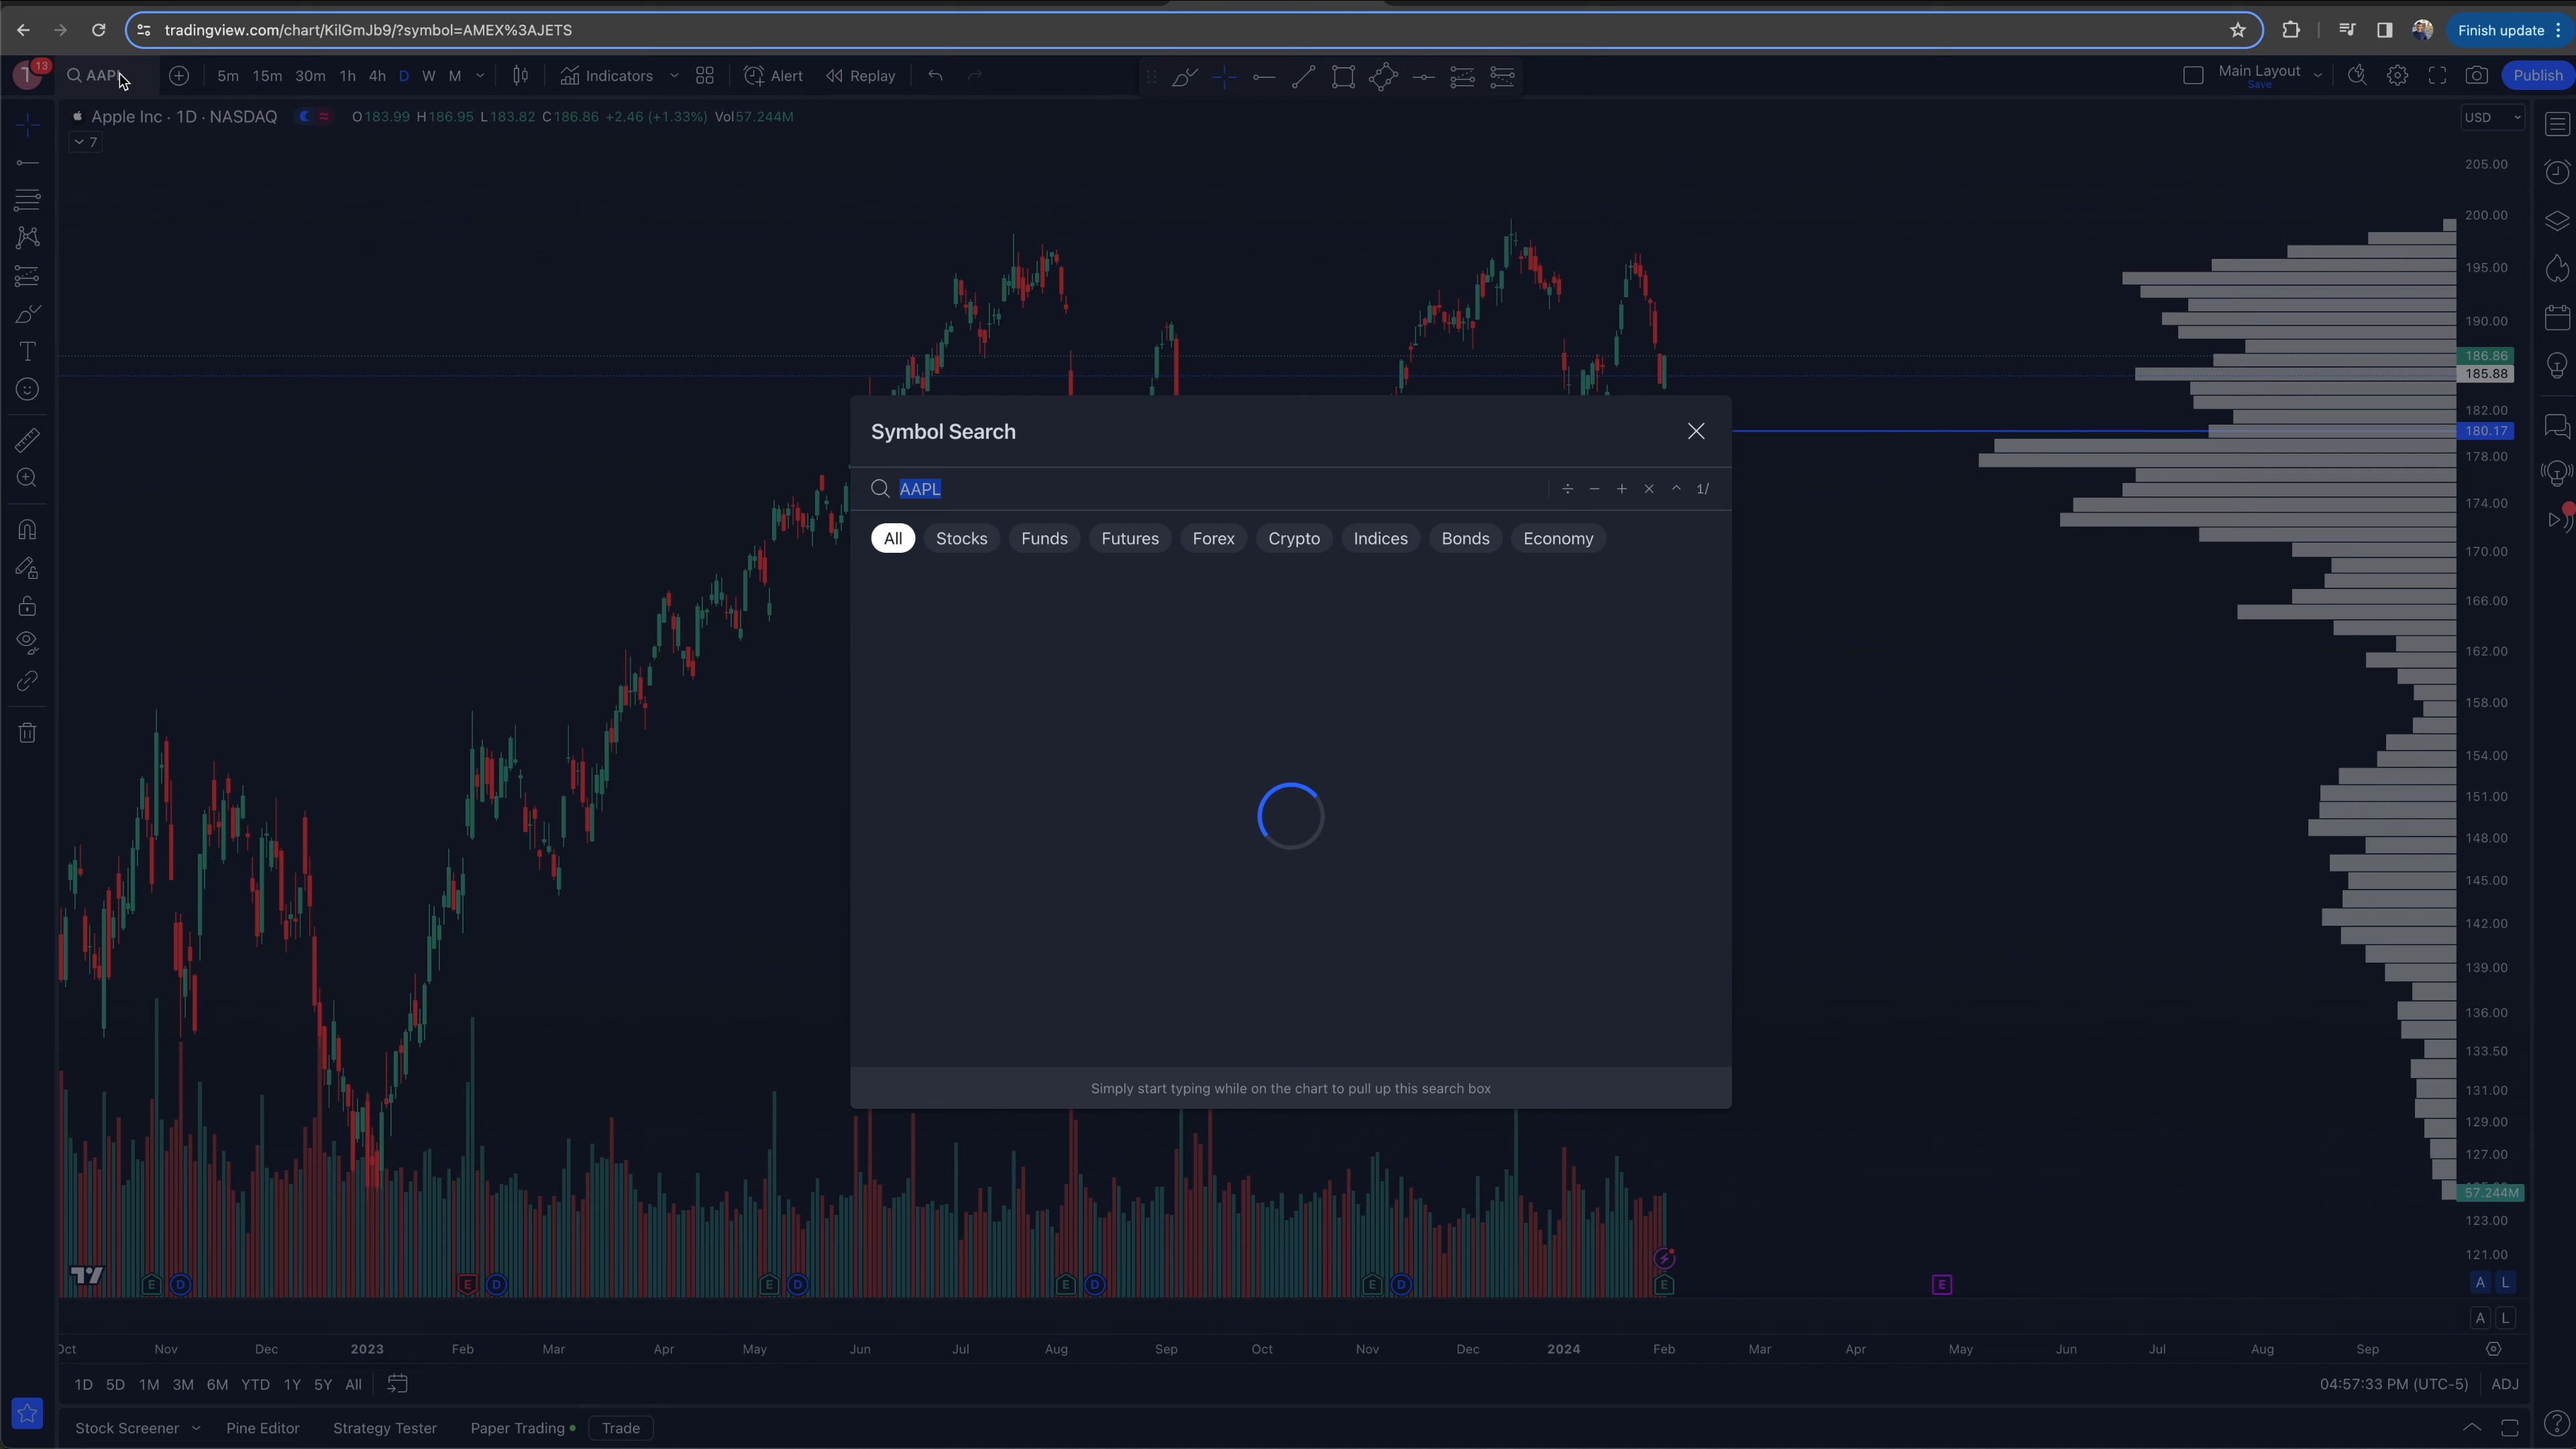 tradingview.com/chart/KilGmJb9/?symbol=AMEX%3AJETS
Finish update
13
AAPL 5m 15m 30m 1h 4h D W M Indicators Alert Replay
Main Layout
Save
Publish
Apple Inc · 1D · NASDAQ O183.99 H186.95 L183.82 C186.86 +2.46 (+1.33%) Vol57.244M
USD
7
205.00
200.00
195.00
190.00
186.86
185.88
182.00
180.17
178.00
174.00
170.00
166.00
162.00
158.00
154.00
151.00
148.00
145.00
142.00
139.00
136.00
133.50
131.00
129.00
127.00
57.244M
123.00
121.00
Symbol Search
AAPL
÷ − + × ^ 1/
All Stocks Funds Futures Forex Crypto Indices Bonds Economy
Simply start typing while on the chart to pull up this search box
E D E D E D E D E D E E
A L
A L
Oct Nov Dec 2023 Feb Mar Apr May Jun Jul Aug Sep Oct Nov Dec 2024 Feb Mar Apr May Jun Jul Aug Sep
1D 5D 1M 3M 6M YTD 1Y 5Y All
04:57:33 PM (UTC-5) ADJ
Stock Screener Pine Editor Strategy Tester Paper Trading Trade